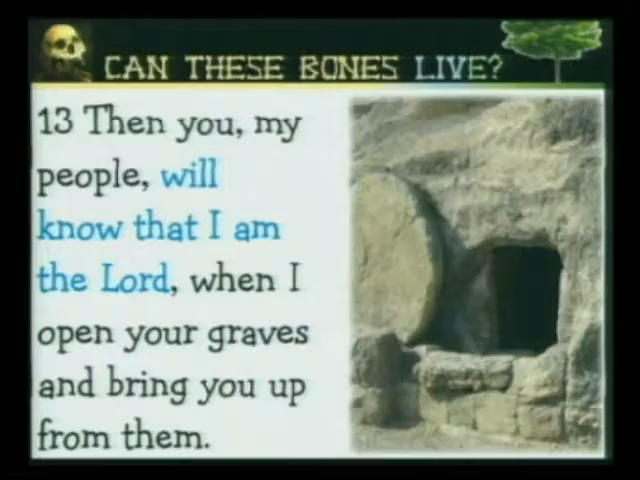 CAN THESE BONES LIVE?
13 Then you, my
people, will
know that I am
the Lord, when I
open your graves
and bring you up
from them.